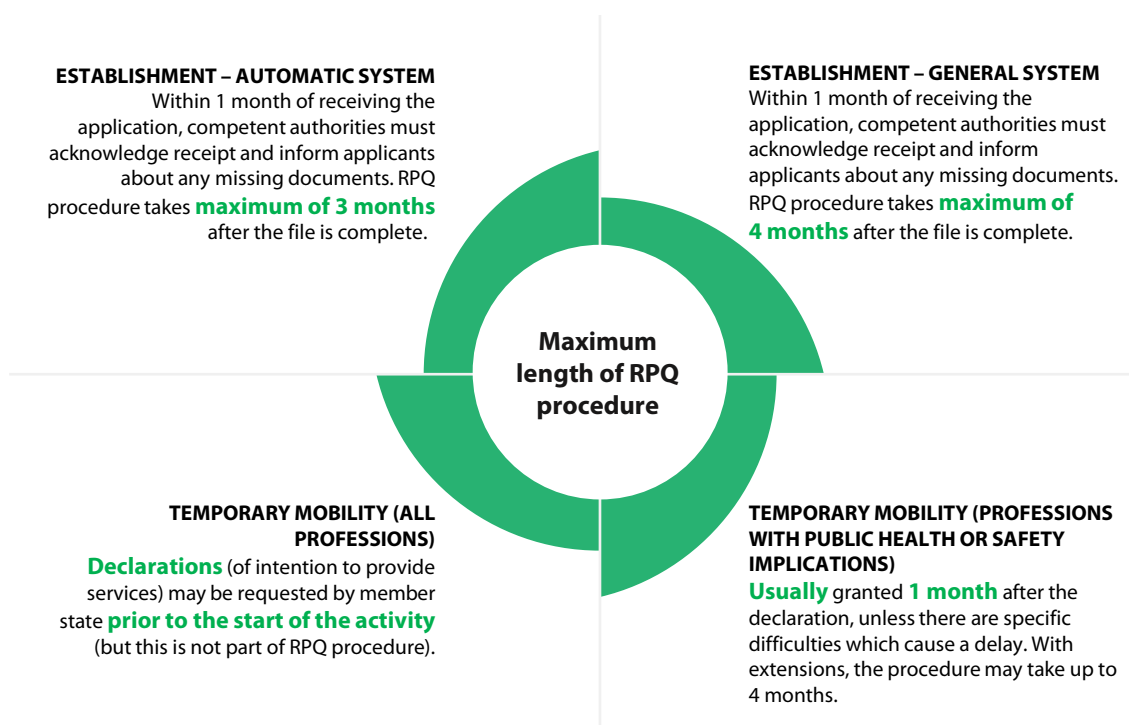 ESTABLISHMENT – AUTOMATIC SYSTEM
Within 1 month of receiving the
application, competent authorities must
acknowledge receipt and inform applicants
about any missing documents. RPQ
procedure takes maximum of 3 months
after the file is complete.
ESTABLISHMENT – GENERAL SYSTEM
Within 1 month of receiving the
application, competent authorities must
acknowledge receipt and inform
applicants about any missing documents.
RPQ procedure takes maximum of
4 months after the file is complete.
Maximum
length of RPQ
procedure
TEMPORARY MOBILITY (ALL
PROFESSIONS)
Declarations (of intention to provide
services) may be requested by member
state prior to the start of the activity
(but this is not part of RPQ procedure).
TEMPORARY MOBILITY (PROFESSIONS
WITH PUBLIC HEALTH OR SAFETY
IMPLICATIONS)
Usually granted 1 month after the
declaration, unless there are specific
difficulties which cause a delay. With
extensions, the procedure may take up to
4 months.